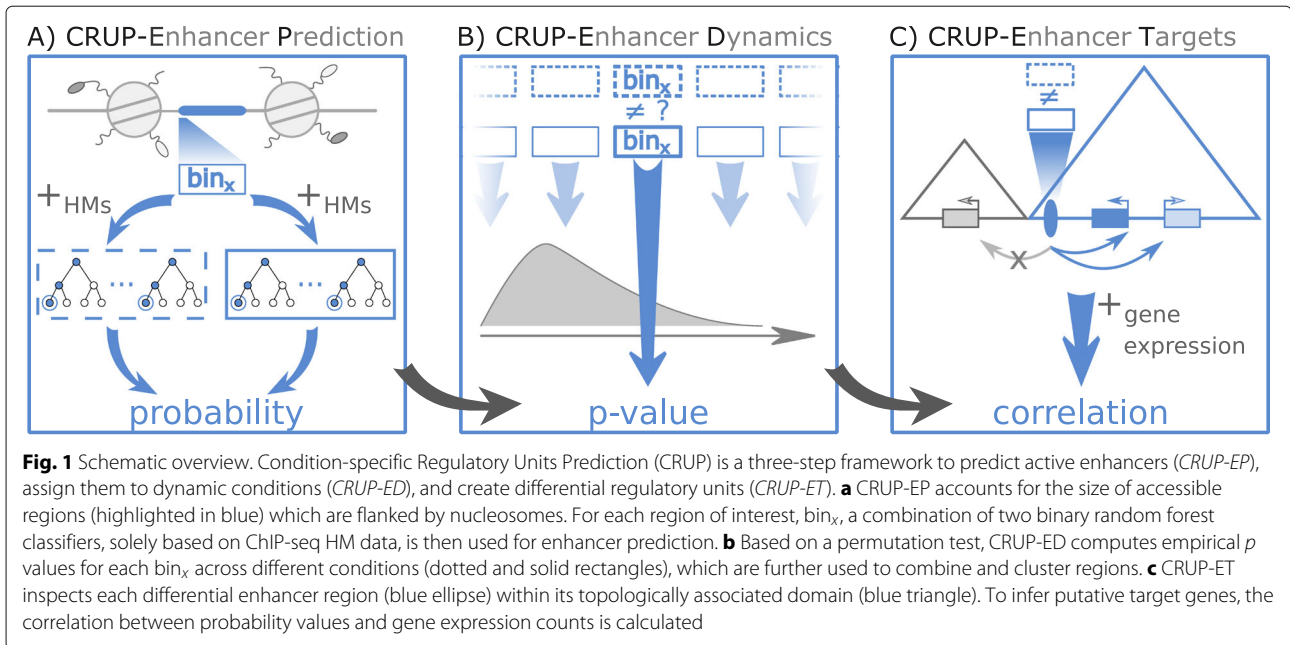 A) CRUP-Enhancer Prediction
B) CRUP-Enhancer Dynamics
C) CRUP-Enhancer Targets
binₓ
+HMs
+HMs
...
...
probability
binₓ
≠ ?
binₓ
p-value
≠
X
+gene
expression
correlation
Fig. 1 Schematic overview. Condition-specific Regulatory Units Prediction (CRUP) is a three-step framework to predict active enhancers (CRUP-EP),
assign them to dynamic conditions (CRUP-ED), and create differential regulatory units (CRUP-ET). a CRUP-EP accounts for the size of accessible
regions (highlighted in blue) which are flanked by nucleosomes. For each region of interest, binₓ, a combination of two binary random forest
classifiers, solely based on ChIP-seq HM data, is then used for enhancer prediction. b Based on a permutation test, CRUP-ED computes empirical p
values for each binₓ across different conditions (dotted and solid rectangles), which are further used to combine and cluster regions. c CRUP-ET
inspects each differential enhancer region (blue ellipse) within its topologically associated domain (blue triangle). To infer putative target genes, the
correlation between probability values and gene expression counts is calculated